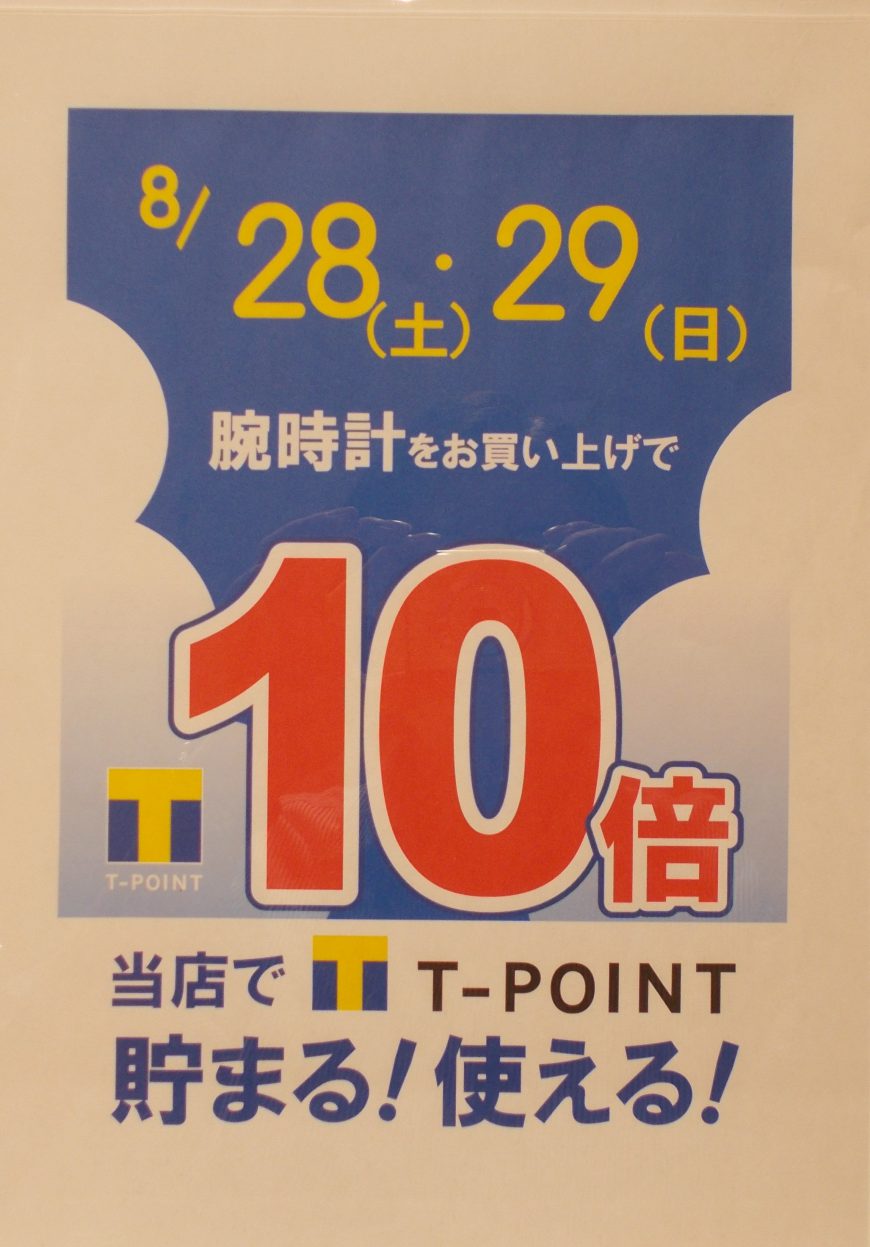 8/28(土)・29(日)
腕時計をお買い上げで
10倍
T
T-POINT
当店で T T-POINT
貯まる!使える!